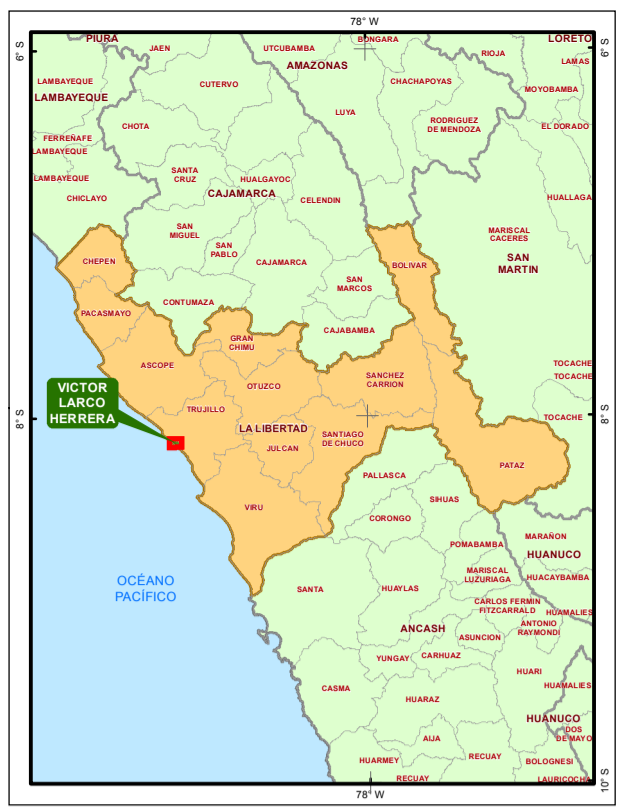 78° W
6° S
6° S
PIURA
JAEN
UTCUBAMBA
BONGARA
LORETO
RIOJA
LAMAS
AMAZONAS
LAMBAYEQUE
CUTERVO
CHACHAPOYAS
MOYOBAMBA
LAMBAYEQUE
LUYA
CHOTA
RODRIGUEZ
DE MENDOZA
EL DORADO
FERREÑAFE
LAMBAYEQUE
LAMBAYEQUE
SANTA
CRUZ
HUALGAYOC
CHICLAYO
CAJAMARCA
CELENDIN
HUALLAGA
SAN
MIGUEL
SAN
PABLO
MARISCAL
CACERES
SAN
MARTIN
CHEPEN
CAJAMARCA
BOLIVAR
SAN
MARCOS
CONTUMAZA
PACASMAYO
CAJABAMBA
GRAN
CHIMU
ASCOPE
TOCACHE
TOCACHE
SANCHEZ
CARRION
OTUZCO
VICTOR
LARCO
HERRERA
TRUJILLO
8° S
8° S
TOCACHE
LA LIBERTAD
SANTIAGO
DE CHUCO
JULCAN
PATAZ
PALLASCA
SIHUAS
VIRU
CORONGO
MARAÑON
POMABAMBA
HUANUCO
MARISCAL
LUZURIAGA
HUACAYBAMBA
OCÉANO
PACÍFICO
SANTA
HUAYLAS
CARLOS FERMIN
FITZCARRALD
HUAMALIES
ANCASH
ANTONIO
RAYMONDI
ASUNCION
YUNGAY
CARHUAZ
HUARI
CASMA
HUAMALIES
HUARAZ
HUANUCO
DOS
DE MAYO
AIJA
HUARMEY
RECUAY
BOLOGNESI
RECUAY
LAURICOCHA
10° S
78° W